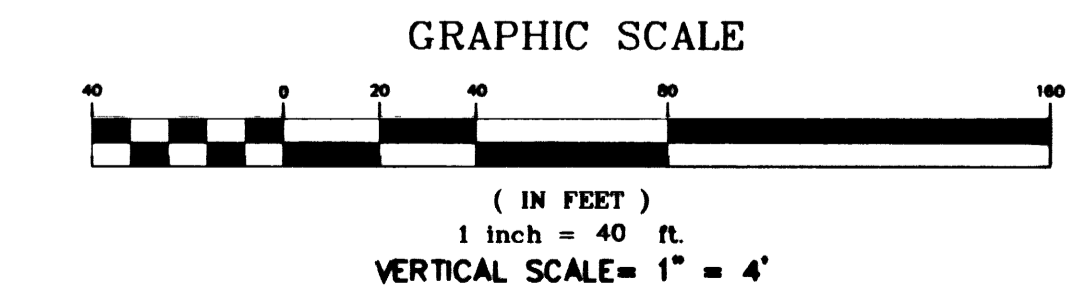 GRAPHIC SCALE
40 0 20 40 80 160
( IN FEET )
1 inch = 40 ft.
VERTICAL SCALE= 1" = 4'